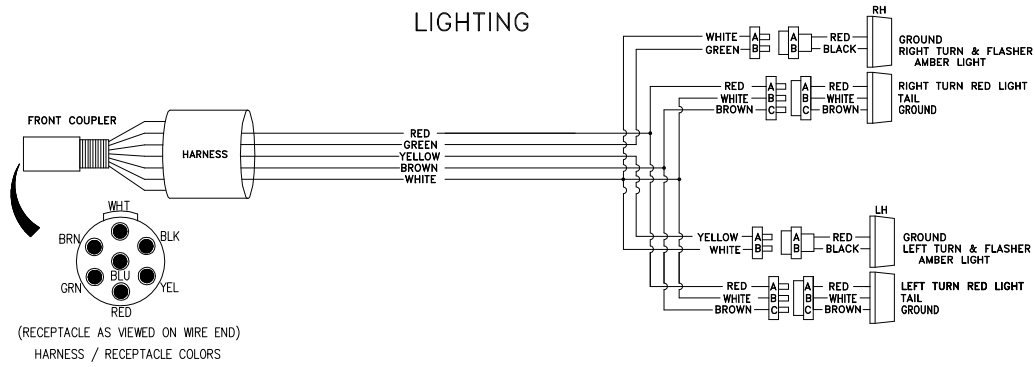 LIGHTING
RH
WHITE A A RED GROUND
GREEN B B BLACK RIGHT TURN & FLASHER
AMBER LIGHT
RED A A RED RIGHT TURN RED LIGHT
WHITE B B WHITE TAIL
BROWN C C BROWN GROUND
FRONT COUPLER
HARNESS
RED
GREEN
YELLOW
BROWN
WHITE
LH
YELLOW A A RED GROUND
WHITE B B BLACK LEFT TURN & FLASHER
AMBER LIGHT
RED A A RED LEFT TURN RED LIGHT
WHITE B B WHITE TAIL
BROWN C C BROWN GROUND
WHT
BRN BLK
BLU
GRN YEL
RED
(RECEPTACLE AS VIEWED ON WIRE END)
HARNESS / RECEPTACLE COLORS